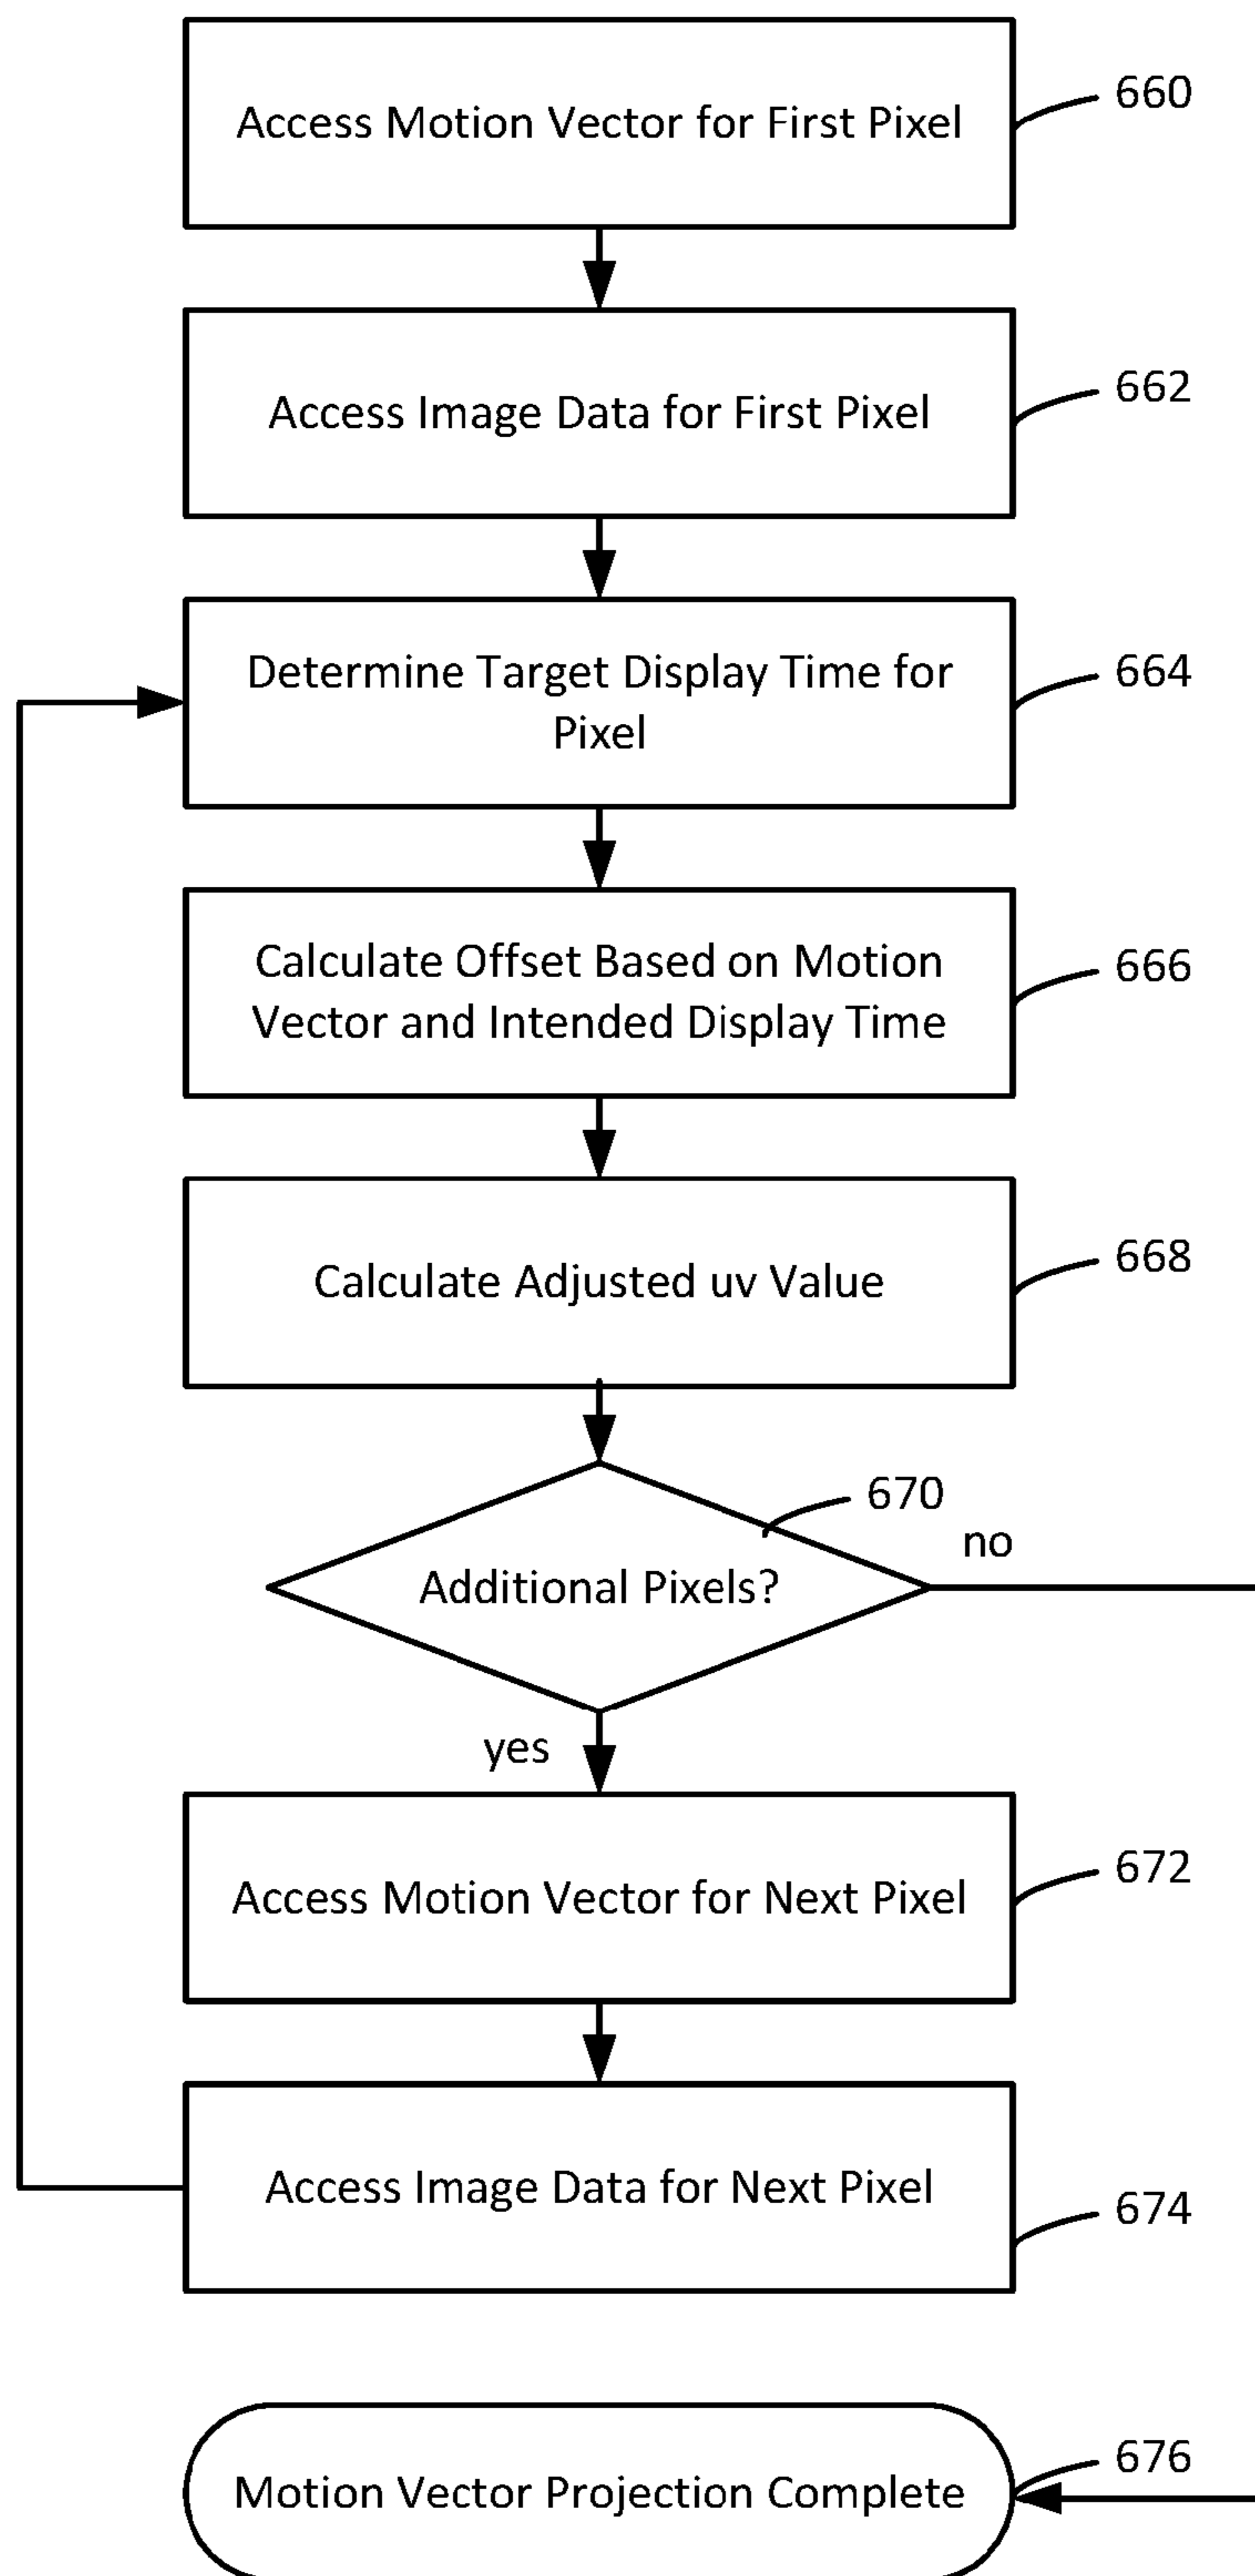 Access Motion Vector for First Pixel
660
Access Image Data for First Pixel
662
Determine Target Display Time for
Pixel
664
Calculate Offset Based on Motion
Vector and Intended Display Time
666
Calculate Adjusted uv Value
668
670
no
Additional Pixels?
yes
Access Motion Vector for Next Pixel
672
Access Image Data for Next Pixel
674
Motion Vector Projection Complete
676